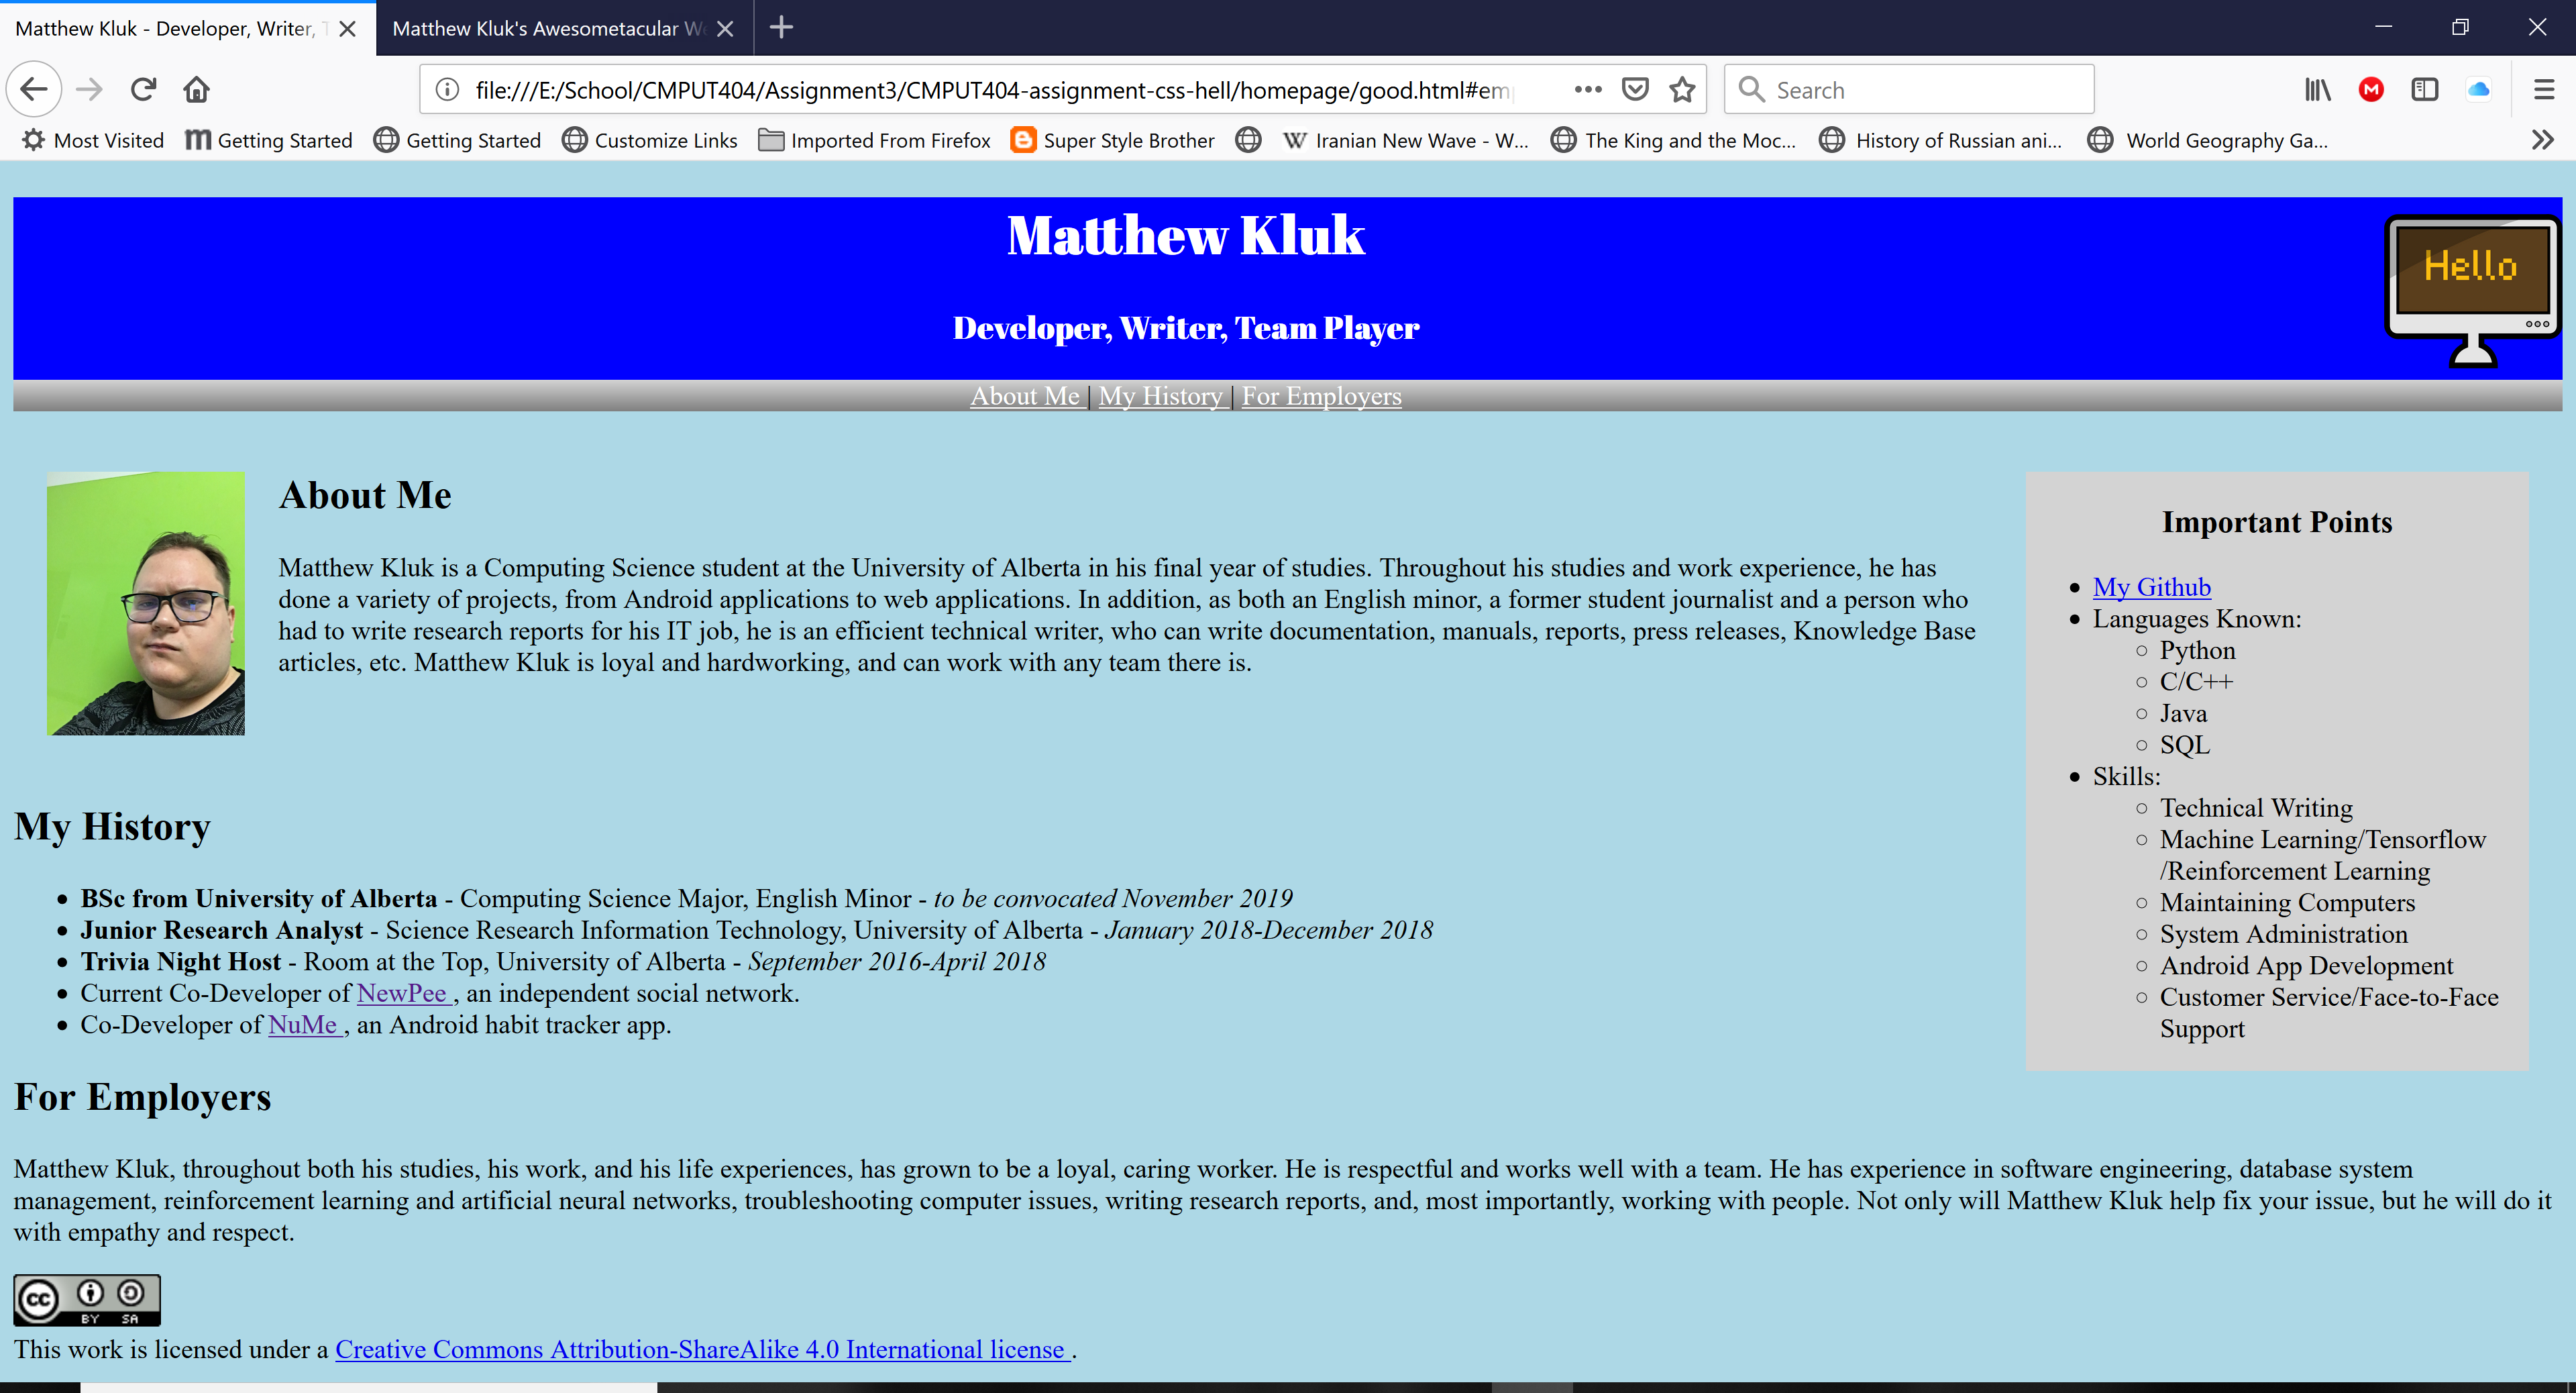 Matthew Kluk - Developer, Writer, T
Matthew Kluk's Awesometacular We
file:///E:/School/CMPUT404/Assignment3/CMPUT404-assignment-css-hell/homepage/good.html#em
Search
Most Visited
Getting Started
Getting Started
Customize Links
Imported From Firefox
Super Style Brother
W Iranian New Wave - W...
The King and the Moc...
History of Russian ani...
World Geography Ga...
Matthew Kluk
Hello
Developer, Writer, Team Player
About Me | My History | For Employers
About Me
Matthew Kluk is a Computing Science student at the University of Alberta in his final year of studies. Throughout his studies and work experience, he has
done a variety of projects, from Android applications to web applications. In addition, as both an English minor, a former student journalist and a person who
had to write research reports for his IT job, he is an efficient technical writer, who can write documentation, manuals, reports, press releases, Knowledge Base
articles, etc. Matthew Kluk is loyal and hardworking, and can work with any team there is.
Important Points
My Github
Languages Known:
Python
C/C++
Java
SQL
Skills:
Technical Writing
Machine Learning/Tensorflow
/Reinforcement Learning
Maintaining Computers
System Administration
Android App Development
Customer Service/Face-to-Face
Support
My History
BSc from University of Alberta - Computing Science Major, English Minor - to be convocated November 2019
Junior Research Analyst - Science Research Information Technology, University of Alberta - January 2018-December 2018
Trivia Night Host - Room at the Top, University of Alberta - September 2016-April 2018
Current Co-Developer of NewPee , an independent social network.
Co-Developer of NuMe , an Android habit tracker app.
For Employers
Matthew Kluk, throughout both his studies, his work, and his life experiences, has grown to be a loyal, caring worker. He is respectful and works well with a team. He has experience in software engineering, database system
management, reinforcement learning and artificial neural networks, troubleshooting computer issues, writing research reports, and, most importantly, working with people. Not only will Matthew Kluk help fix your issue, but he will do it
with empathy and respect.
cc BY SA
This work is licensed under a Creative Commons Attribution-ShareAlike 4.0 International license .